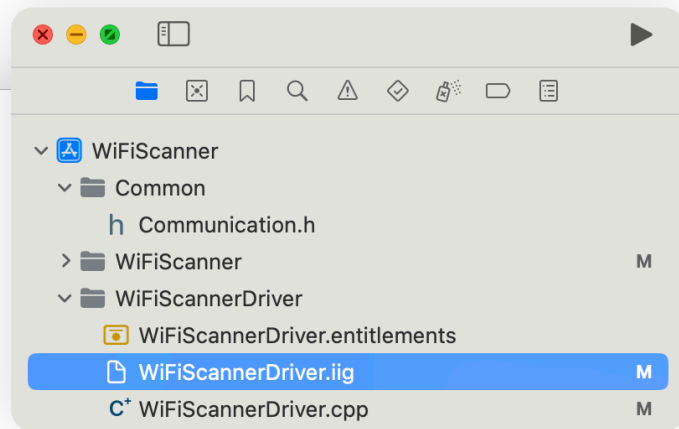 WiFiScanner
Common
h Communication.h
WiFiScanner M
WiFiScannerDriver
WiFiScannerDriver.entitlements
WiFiScannerDriver.iig M
C+ WiFiScannerDriver.cpp M